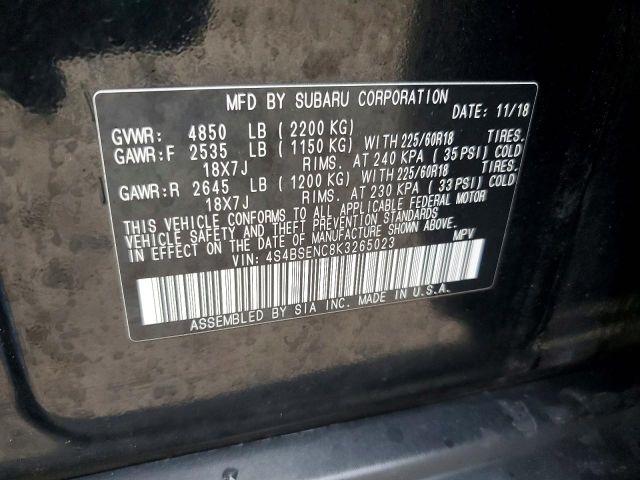 MFD BY SUBARU CORPORATION DATE: 11/18
GVWR: 4850 LB (2200 KG)
GAWR:F 2535 LB (1150 KG) WITH 225/60R18 TIRES.
18X7J RIMS. AT 240 KPA (35 PSI) COLD
GAWR:R 2645 LB (1200 KG) WITH 225/60R18 TIRES.
18X7J RIMS. AT 230 KPA (33 PSI) COLD
THIS VEHICLE CONFORMS TO ALL APPLICABLE FEDERAL MOTOR
VEHICLE SAFETY AND THEFT PREVENTION STANDARDS
IN EFFECT ON THE DATE OF MANUFACTURE SHOWN ABOVE.
VIN: 4S4BSENC8K3265023 MPV
ASSEMBLED BY SIA INC. MADE IN U.S.A.